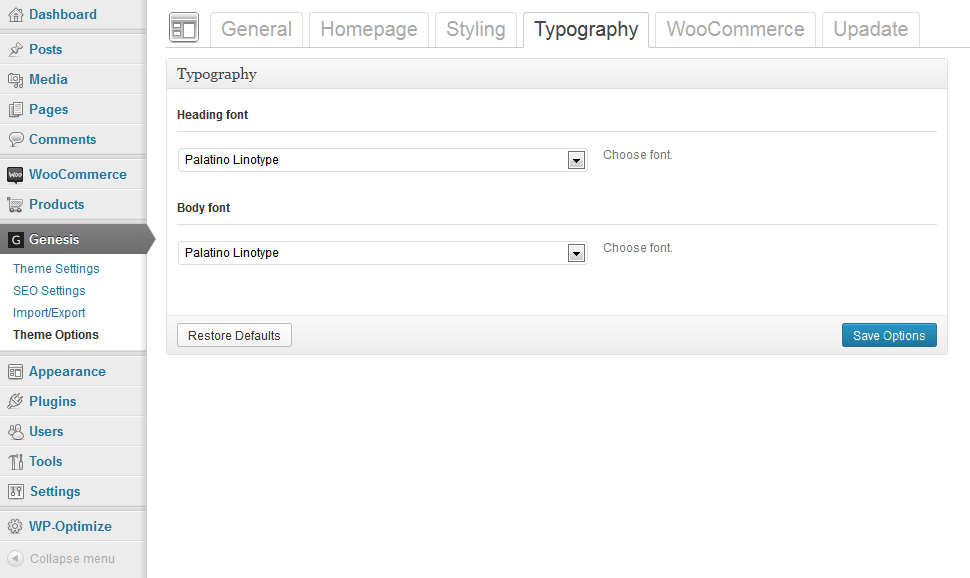 Dashboard
Posts
Media
Pages
Comments
Woo WooCommerce
Products
G Genesis
Theme Settings
SEO Settings
Import/Export
Theme Options
Appearance
Plugins
Users
Tools
Settings
WP-Optimize
Collapse menu
General Homepage Styling Typography WooCommerce Upadate
Typography
Heading font
Palatino Linotype Choose font.
Body font
Palatino Linotype Choose font.
Restore Defaults Save Options